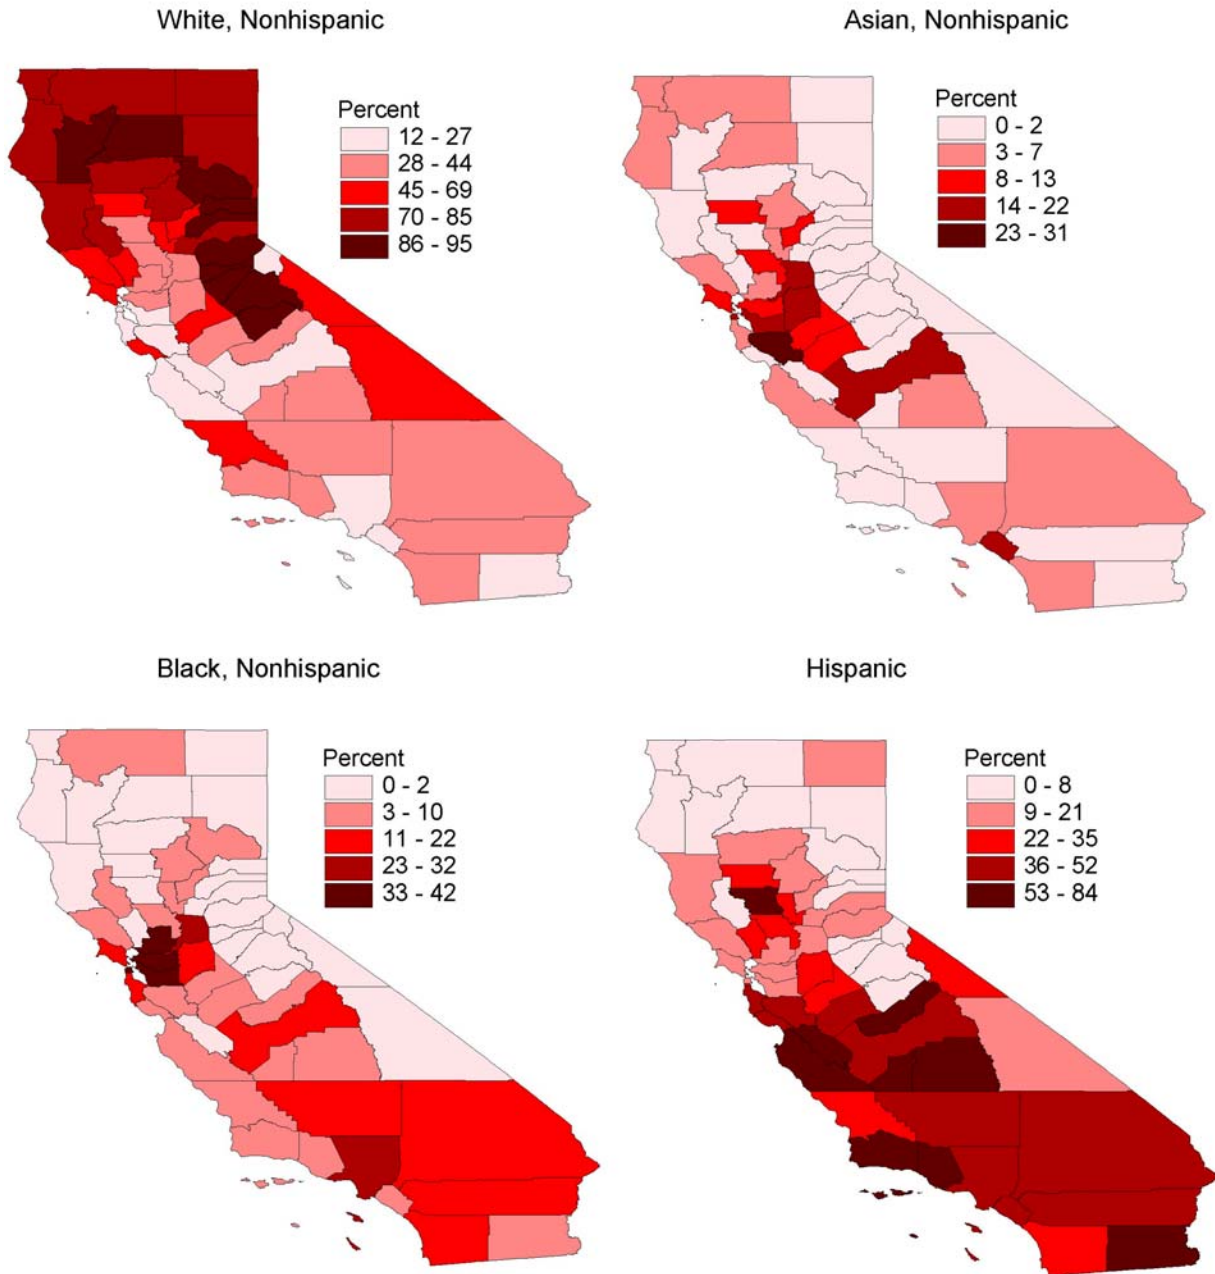 White, Nonhispanic
Percent
12 - 27
28 - 44
45 - 69
70 - 85
86 - 95
Asian, Nonhispanic
Percent
0 - 2
3 - 7
8 - 13
14 - 22
23 - 31
Black, Nonhispanic
Percent
0 - 2
3 - 10
11 - 22
23 - 32
33 - 42
Hispanic
Percent
0 - 8
9 - 21
22 - 35
36 - 52
53 - 84